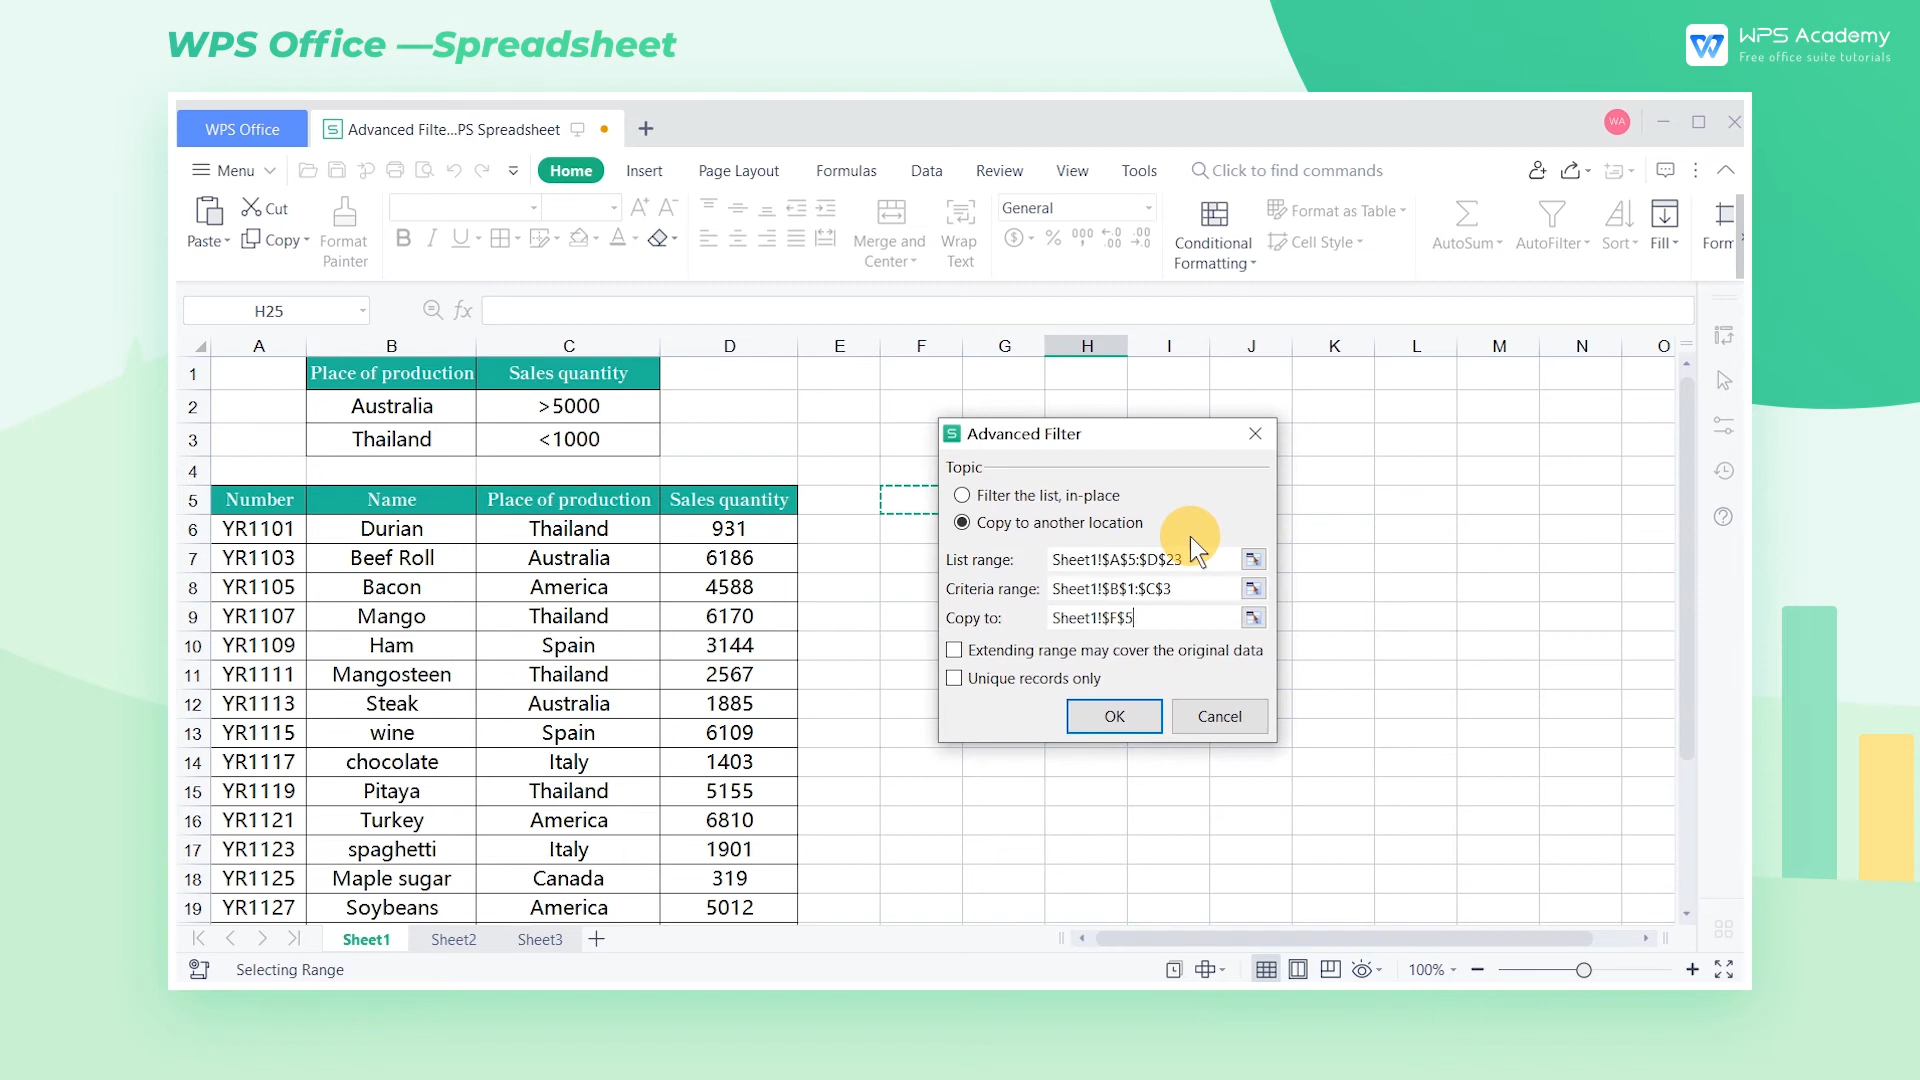 WPS Office —Spreadsheet
WPS Academy
Free office suite tutorials
WPS Office
Advanced Filte...PS Spreadsheet
WA
Menu
Home
Insert
Page Layout
Formulas
Data
Review
View
Tools
Click to find commands
Paste
Cut
Copy
Format Painter
Merge and Center
Wrap Text
General
Conditional Formatting
Format as Table
Cell Style
AutoSum
AutoFilter
Sort
Fill
Form
H25
A B C D E F G H I J K L M N O
1 Place of production Sales quantity
2 Australia >5000
3 Thailand <1000
4
5 Number Name Place of production Sales quantity
6 YR1101 Durian Thailand 931
7 YR1103 Beef Roll Australia 6186
8 YR1105 Bacon America 4588
9 YR1107 Mango Thailand 6170
10 YR1109 Ham Spain 3144
11 YR1111 Mangosteen Thailand 2567
12 YR1113 Steak Australia 1885
13 YR1115 wine Spain 6109
14 YR1117 chocolate Italy 1403
15 YR1119 Pitaya Thailand 5155
16 YR1121 Turkey America 6810
17 YR1123 spaghetti Italy 1901
18 YR1125 Maple sugar Canada 319
19 YR1127 Soybeans America 5012
Advanced Filter
Topic
Filter the list, in-place
Copy to another location
List range: Sheet1!$A$5:$D$23
Criteria range: Sheet1!$B$1:$C$3
Copy to: Sheet1!$F$5
Extending range may cover the original data
Unique records only
OK
Cancel
Sheet1
Sheet2
Sheet3
Selecting Range
100%